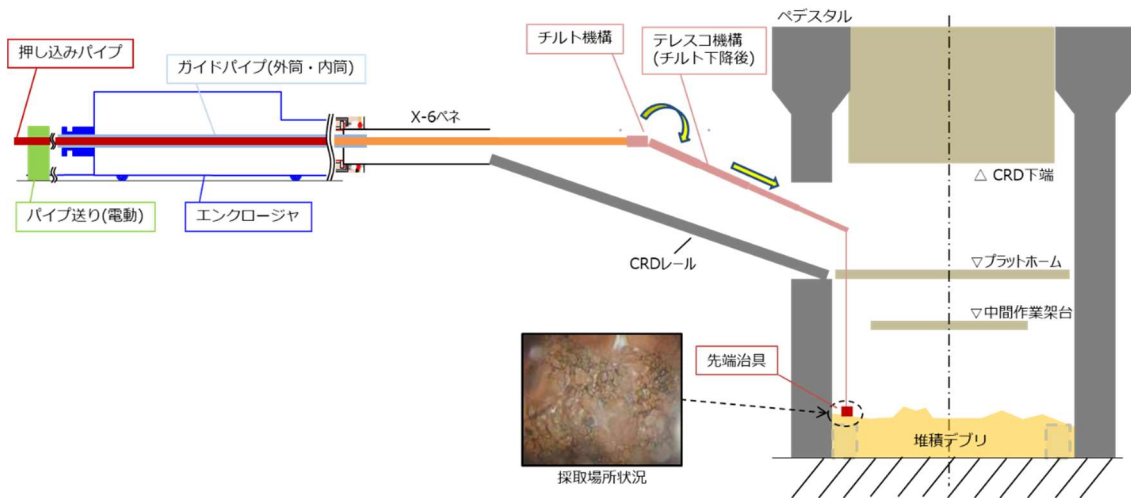 ペデスタル
押し込みパイプ
ガイドパイプ(外筒・内筒)
チルト機構
テレスコ機構
(チルト下降後)
X-6ペネ
△ CRD下端
パイプ送り(電動)
エンクロージャ
CRDレール
▽プラットホーム
▽中間作業架台
先端治具
堆積デブリ
採取場所状況